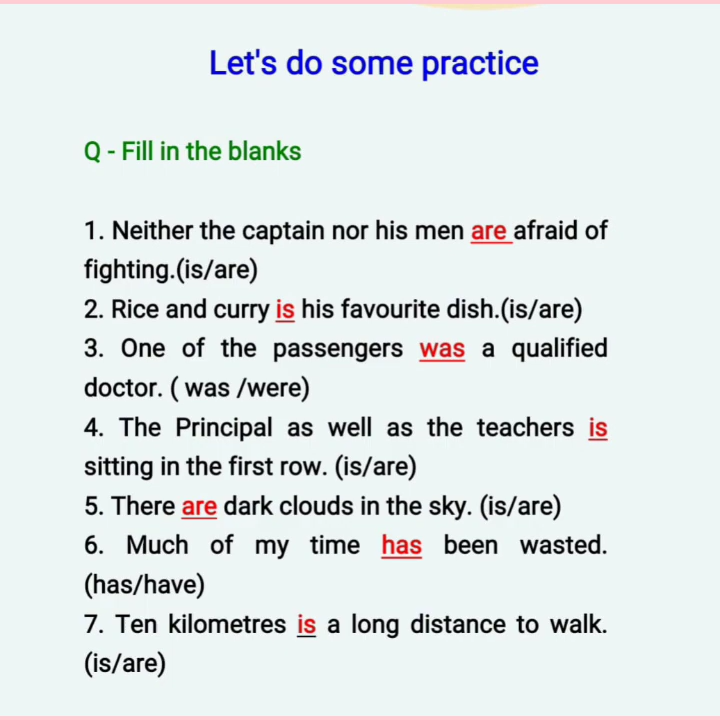 Let's do some practice
Q - Fill in the blanks
1. Neither the captain nor his men are afraid of
fighting.(is/are)
2. Rice and curry is his favourite dish.(is/are)
3. One of the passengers was a qualified
doctor. ( was /were)
4. The Principal as well as the teachers is
sitting in the first row. (is/are)
5. There are dark clouds in the sky. (is/are)
6. Much of my time has been wasted.
(has/have)
7. Ten kilometres is a long distance to walk.
(is/are)